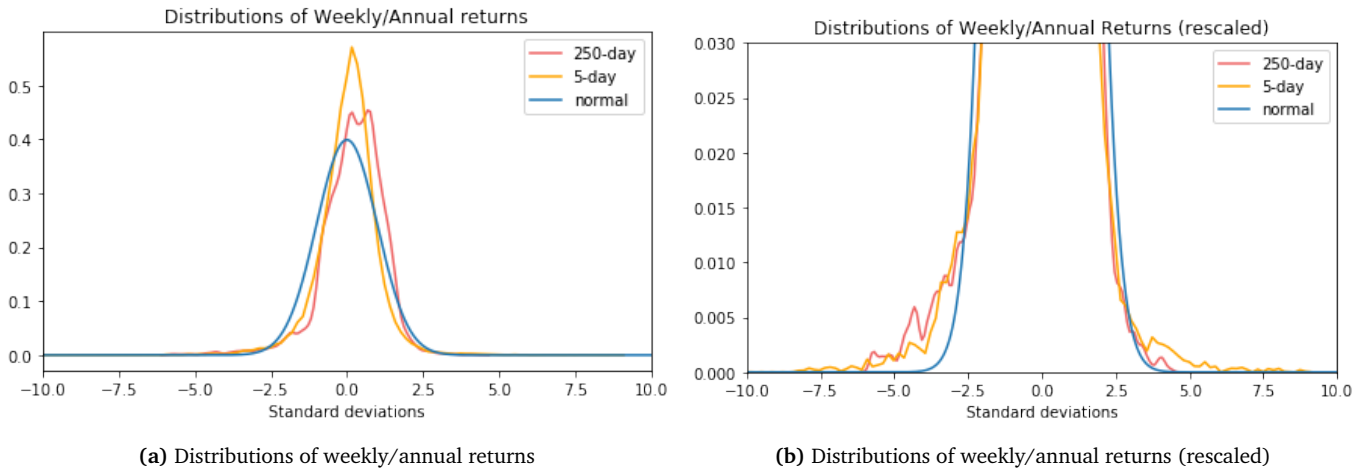 Distributions of Weekly/Annual returns
250-day
5-day
normal
0.5
0.4
0.3
0.2
0.1
0.0
−10.0 −7.5 −5.0 −2.5 0.0 2.5 5.0 7.5 10.0
Standard deviations
(a) Distributions of weekly/annual returns
Distributions of Weekly/Annual Returns (rescaled)
250-day
5-day
normal
0.030
0.025
0.020
0.015
0.010
0.005
0.000
−10.0 −7.5 −5.0 −2.5 0.0 2.5 5.0 7.5 10.0
Standard deviations
(b) Distributions of weekly/annual returns (rescaled)